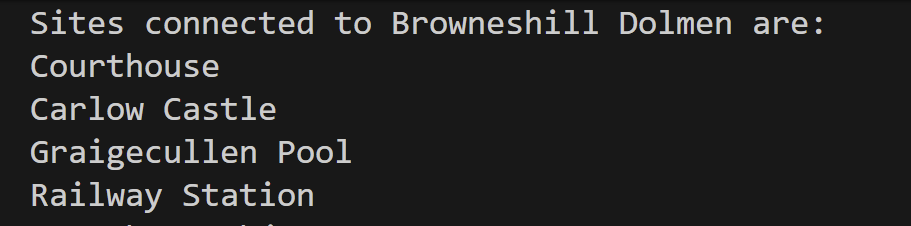 Sites connected to Browneshill Dolmen are:
Courthouse
Carlow Castle
Graigecullen Pool
Railway Station